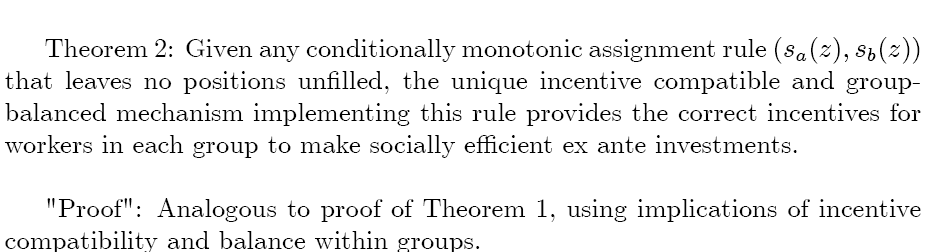 Theorem 2: Given any conditionally monotonic assignment rule (s_a(z), s_b(z))
that leaves no positions unfilled, the unique incentive compatible and group-
balanced mechanism implementing this rule provides the correct incentives for
workers in each group to make socially efficient ex ante investments.
"Proof": Analogous to proof of Theorem 1, using implications of incentive
compatibility and balance within groups.